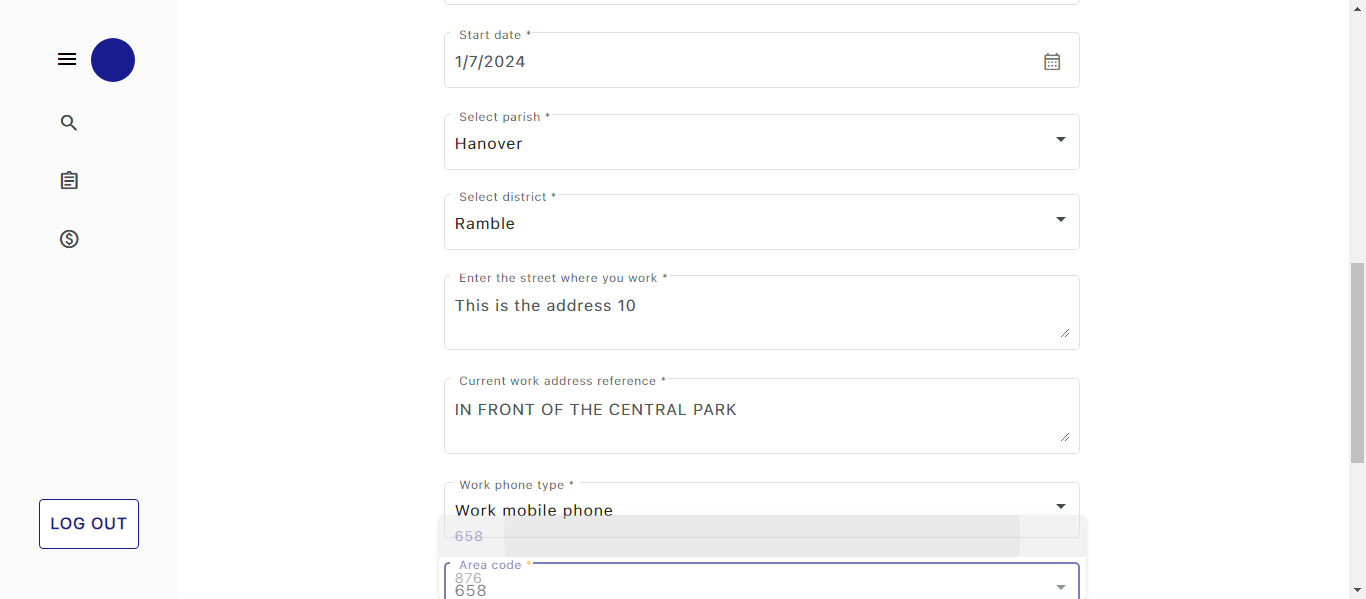 LOG OUT
Start date *
1/7/2024
Select parish *
Hanover
Select district *
Ramble
Enter the street where you work *
This is the address 10
Current work address reference *
IN FRONT OF THE CENTRAL PARK
Work phone type *
Work mobile phone
658
Area code *
876
658